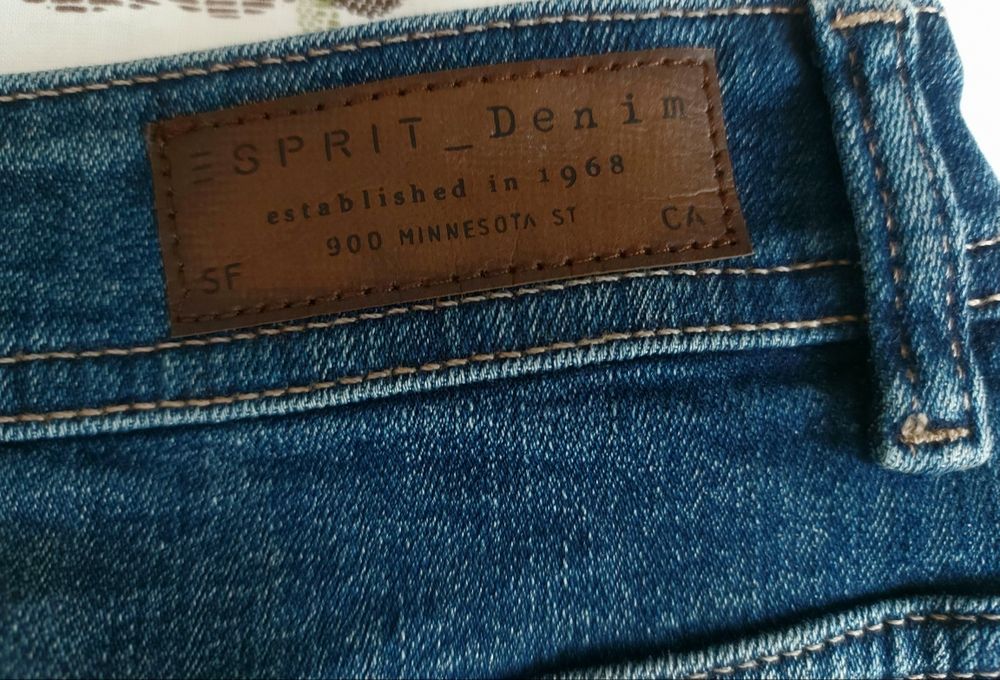 ESPRIT_Denim
established in 1968
900 MINNESOTA ST
SF CA